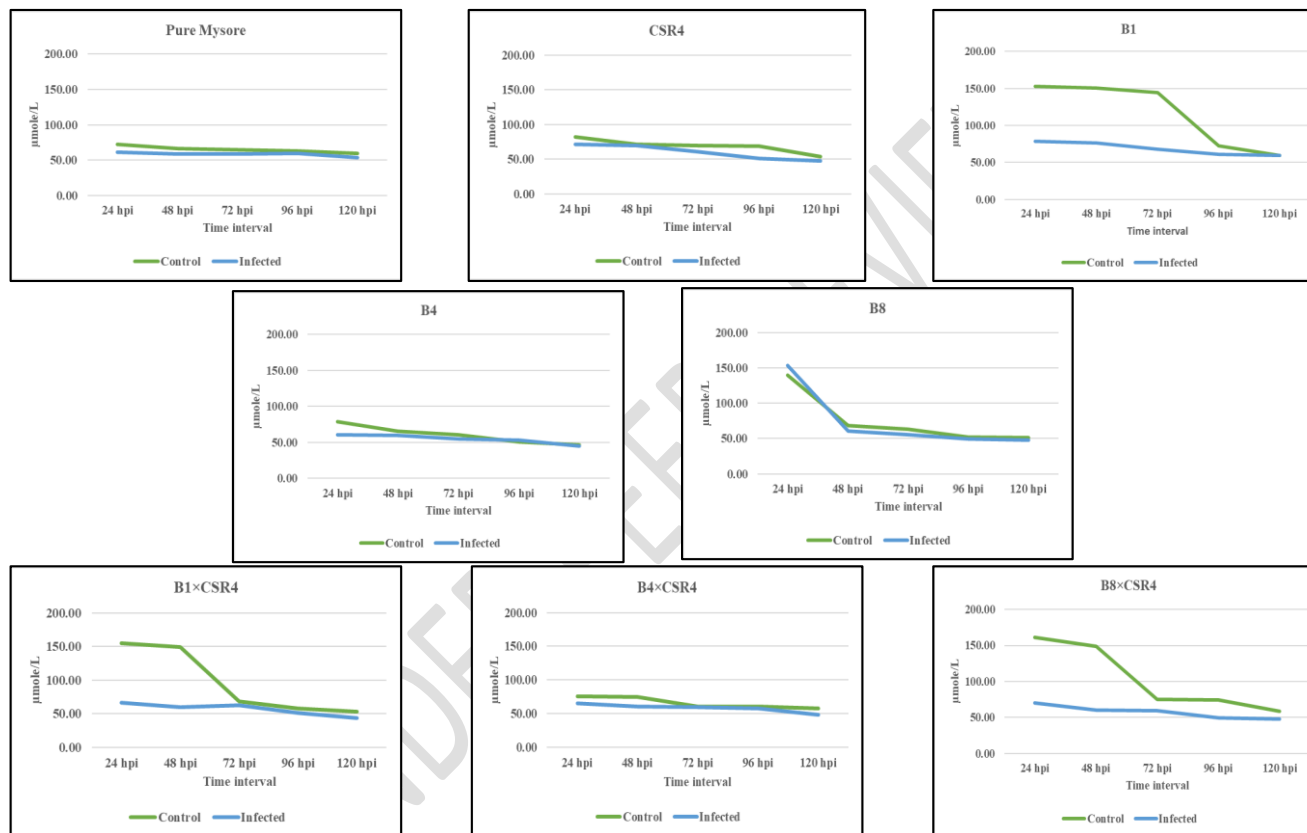 Pure Mysore
200.00
150.00
100.00
50.00
0.00
µmole/L
24 hpi 48 hpi 72 hpi 96 hpi 120 hpi
Time interval
Control Infected
CSR4
200.00
150.00
100.00
50.00
0.00
µmole/L
24 hpi 48 hpi 72 hpi 96 hpi 120 hpi
Time interval
Control Infected
B1
200.00
150.00
100.00
50.00
0.00
µmole/L
24 hpi 48 hpi 72 hpi 96 hpi 120 hpi
Time interval
Control Infected
B4
200.00
150.00
100.00
50.00
0.00
µmole/L
24 hpi 48 hpi 72 hpi 96 hpi 120 hpi
Time interval
Control Infected
B8
200.00
150.00
100.00
50.00
0.00
µmole/L
24 hpi 48 hpi 72 hpi 96 hpi 120 hpi
Time interval
Control Infected
B1×CSR4
200.00
150.00
100.00
50.00
0.00
µmole/L
24 hpi 48 hpi 72 hpi 96 hpi 120 hpi
Time interval
Control Infected
B4×CSR4
200.00
150.00
100.00
50.00
0.00
µmole/L
24 hpi 48 hpi 72 hpi 96 hpi 120 hpi
Time interval
Control Infected
B8×CSR4
200.00
150.00
100.00
50.00
0.00
µmole/L
24 hpi 48 hpi 72 hpi 96 hpi 120 hpi
Time interval
Control Infected